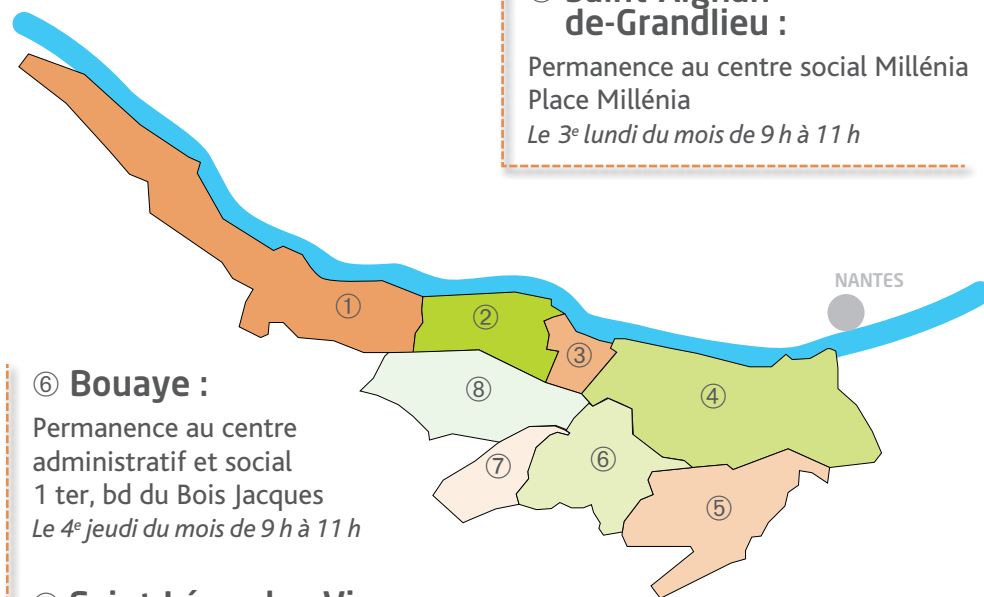 de-Grandlieu :
Permanence au centre social Millénia
Place Millénia
Le 3e lundi du mois de 9 h à 11 h
NANTES
①
②
③
④
⑧
⑦
⑥
⑤
⑥ Bouaye :
Permanence au centre
administratif et social
1 ter, bd du Bois Jacques
Le 4e jeudi du mois de 9 h à 11 h